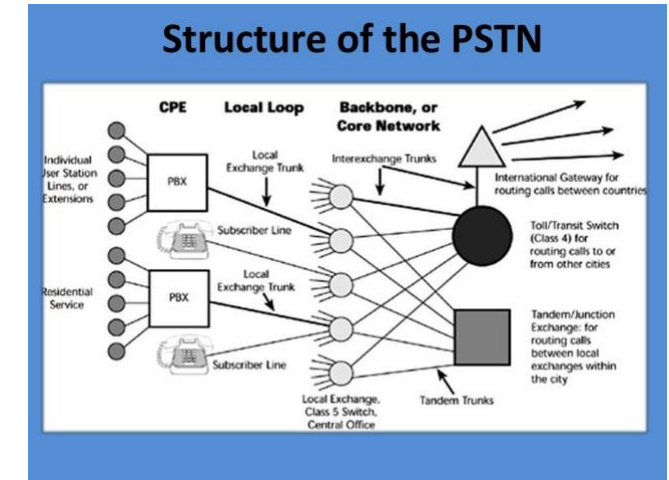 Structure of the PSTN
CPE
Local Loop
Backbone, or
Core Network
Individual
User Station
Lines, or
Extensions
PBX
Local
Exchange Trunk
Interexchange Trunks
International Gateway for
routing calls between countries
Subscriber Line
Toll/Transit Switch
(Class 4) for
routing calls to or
from other cities
Residential
Service
PBX
Local
Exchange Trunk
Subscriber Line
Tandem/Junction
Exchange: for
routing calls
between local
exchanges within
the city
Local Exchange,
Class 5 Switch,
Central Office
Tandem Trunks